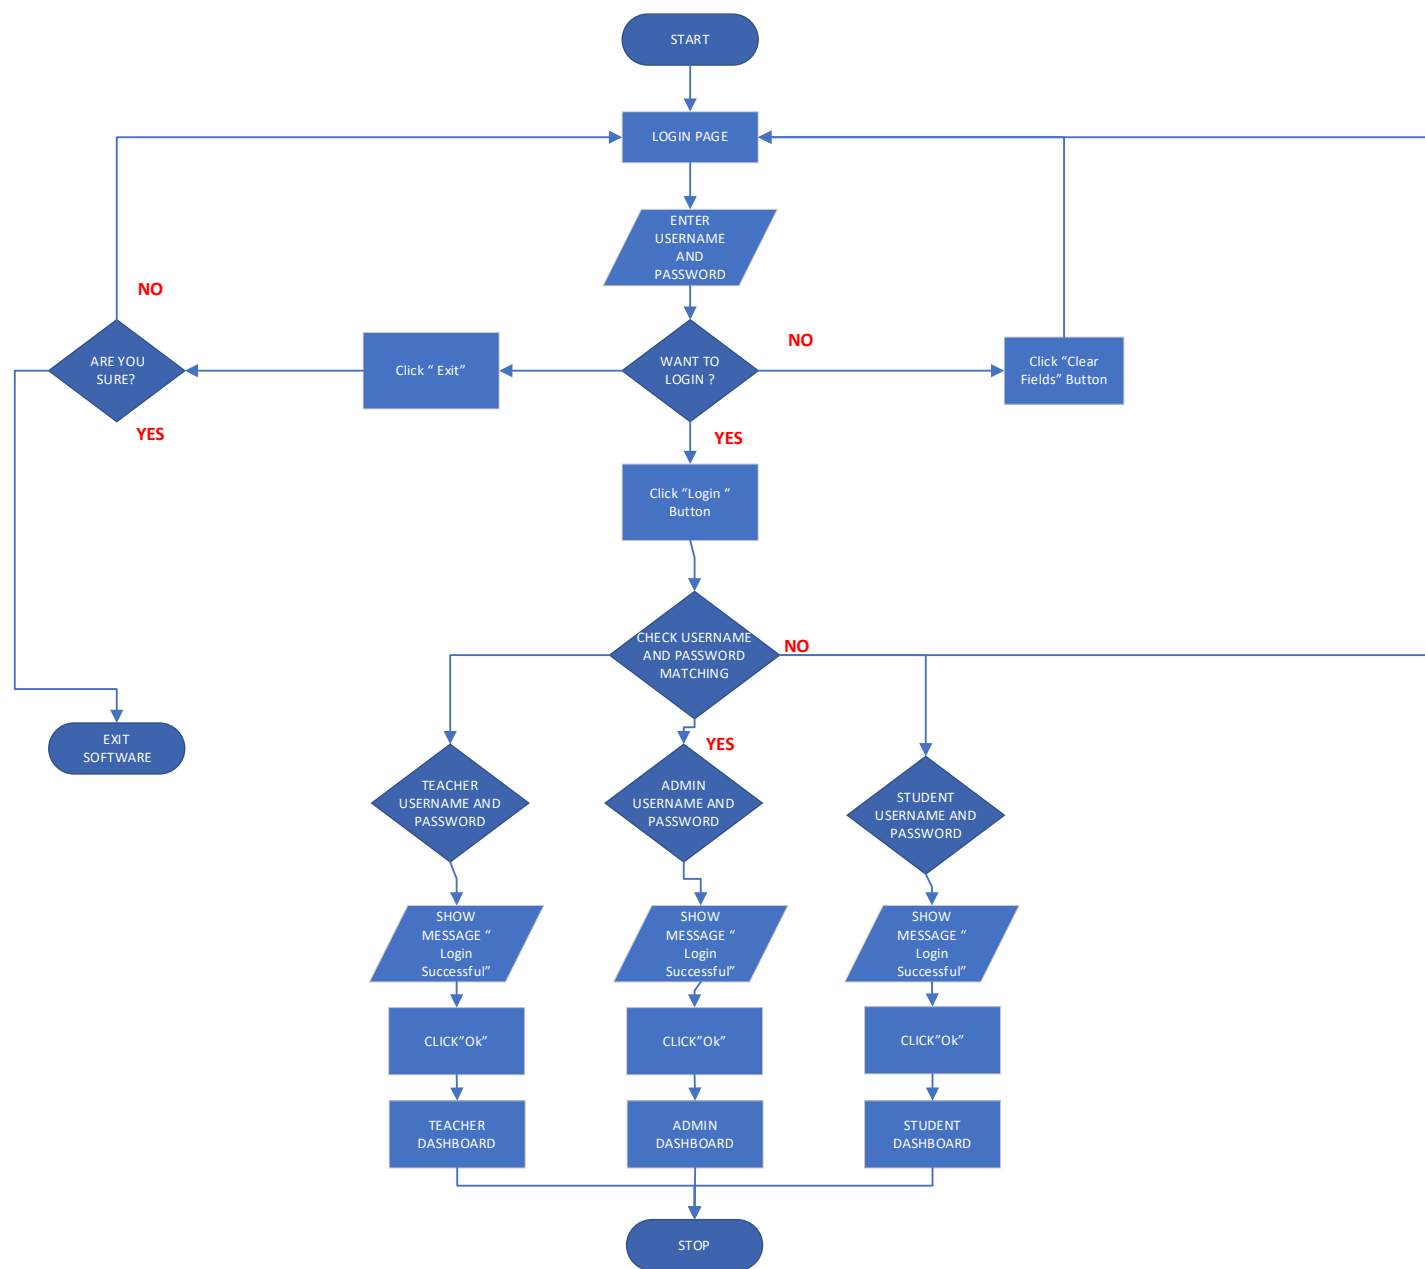 START
LOGIN PAGE
ENTER
USERNAME
AND
PASSWORD
NO
ARE YOU
SURE?
Click “ Exit”
WANT TO
LOGIN ?
NO
Click “Clear
Fields” Button
YES
YES
Click “Login “
Button
CHECK USERNAME
AND PASSWORD
MATCHING
NO
EXIT
SOFTWARE
YES
TEACHER
USERNAME AND
PASSWORD
ADMIN
USERNAME AND
PASSWORD
STUDENT
USERNAME AND
PASSWORD
SHOW
MESSAGE “
Login
Successful”
SHOW
MESSAGE “
Login
Successful”
SHOW
MESSAGE “
Login
Successful”
CLICK”Ok”
CLICK”Ok”
CLICK”Ok”
TEACHER
DASHBOARD
ADMIN
DASHBOARD
STUDENT
DASHBOARD
STOP